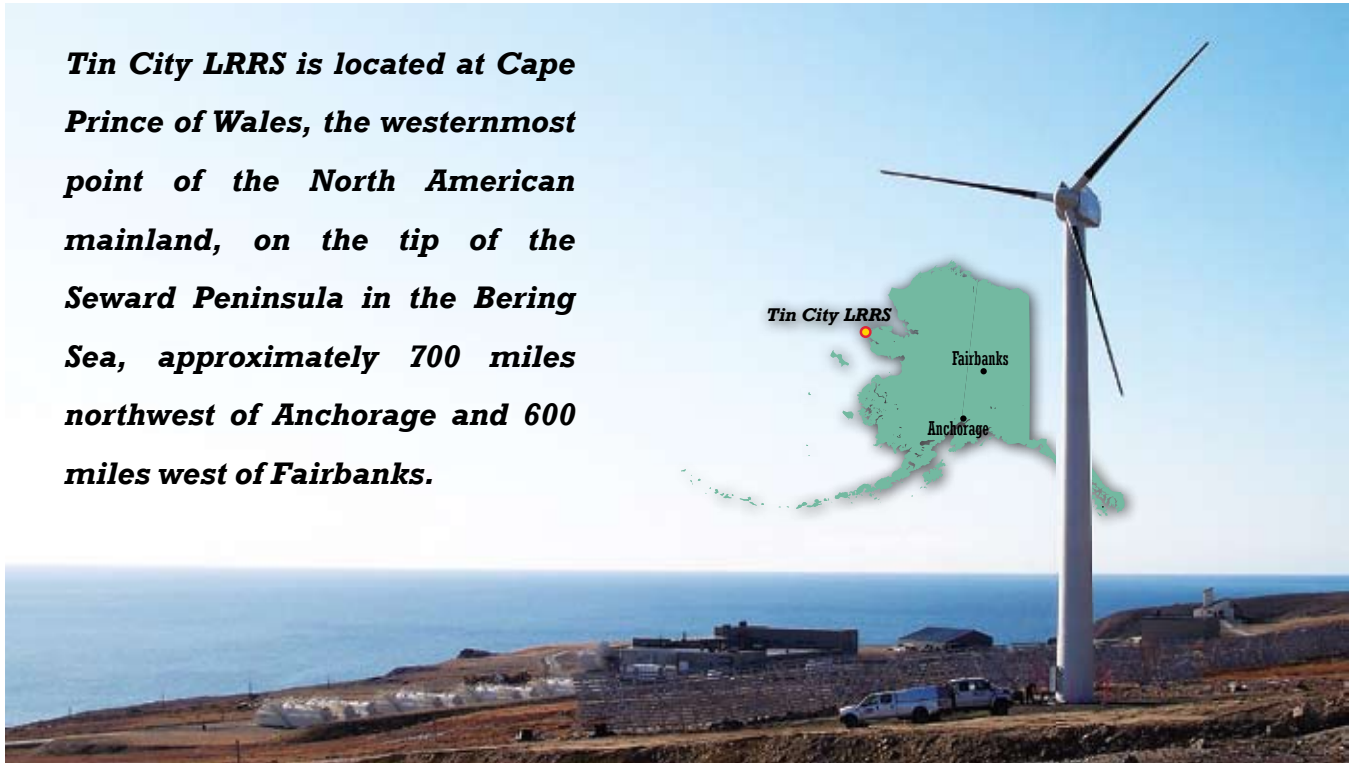 Tin City LRRS is located at Cape
Prince of Wales, the westernmost
point of the North American
mainland, on the tip of the
Seward Peninsula in the Bering
Sea, approximately 700 miles
northwest of Anchorage and 600
miles west of Fairbanks.
Tin City LRRS
Fairbanks
Anchorage